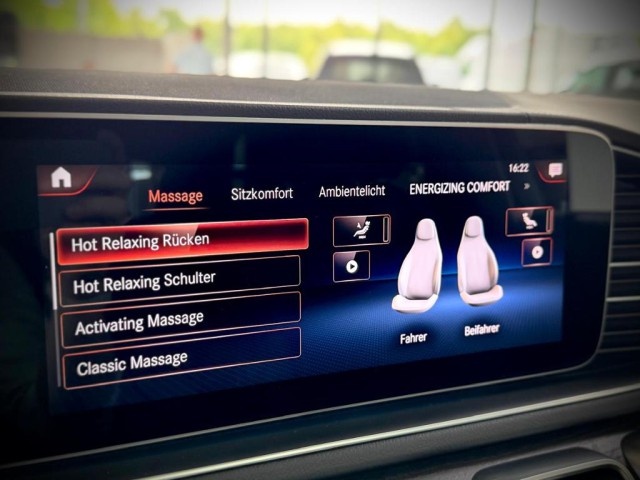 16:22
Massage Sitzkomfort Ambientelicht ENERGIZING COMFORT »
Hot Relaxing Rücken
Hot Relaxing Schulter
Activating Massage
Classic Massage
Fahrer Beifahrer